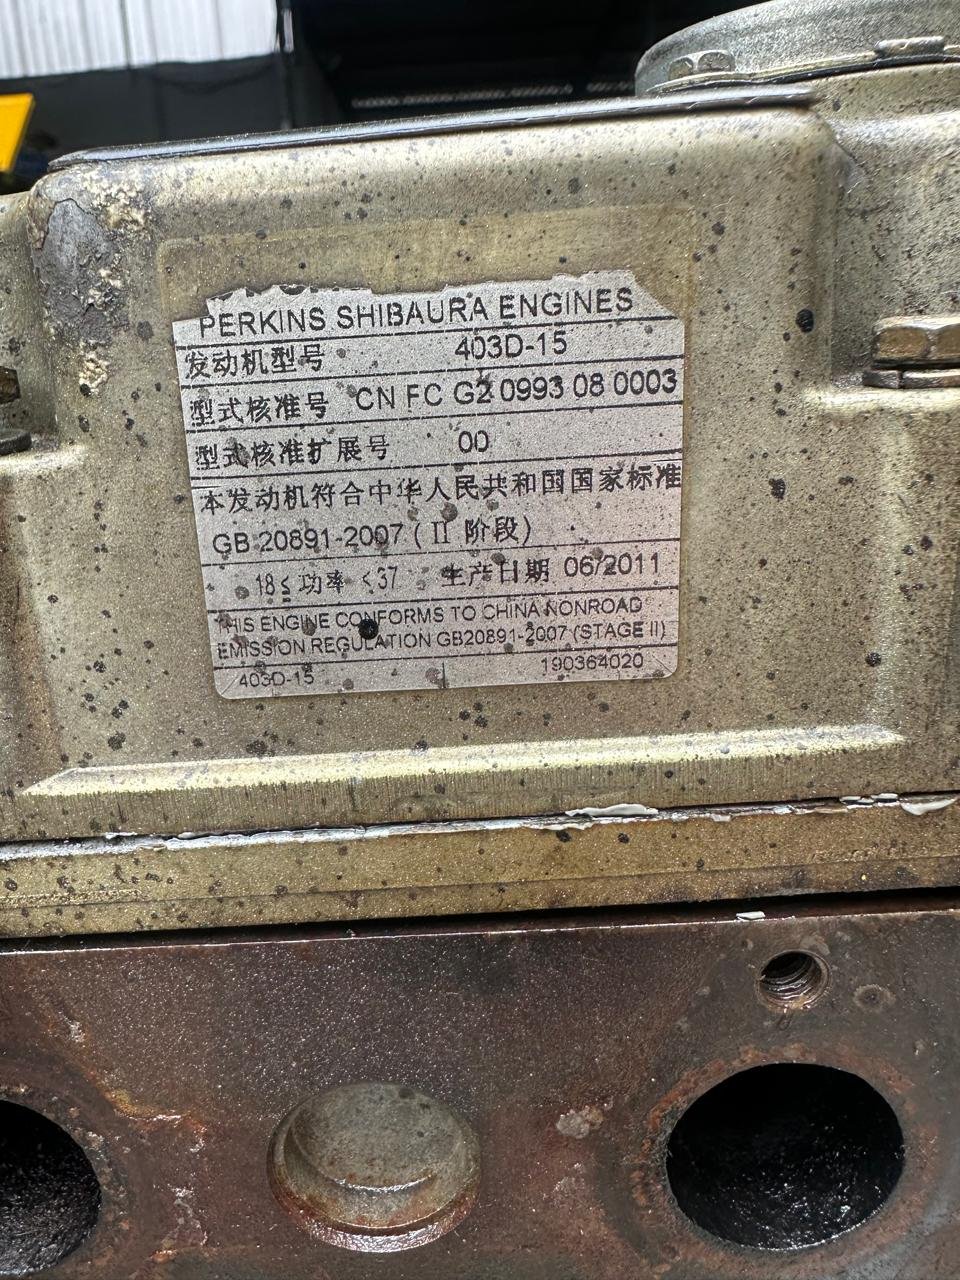 PERKINS SHIBAURA ENGINES
发动机型号 403D-15
型式核准号 CN FC G2 0993 08 0003
型式核准扩展号 00
本发动机符合中华人民共和国国家标准
GB 20891-2007 (II 阶段)
18≤ 功率 <37 生产日期 06/2011
THIS ENGINE CONFORMS TO CHINA NONROAD
EMISSION REGULATION GB20891-2007 (STAGE II)
403D-15 190364020